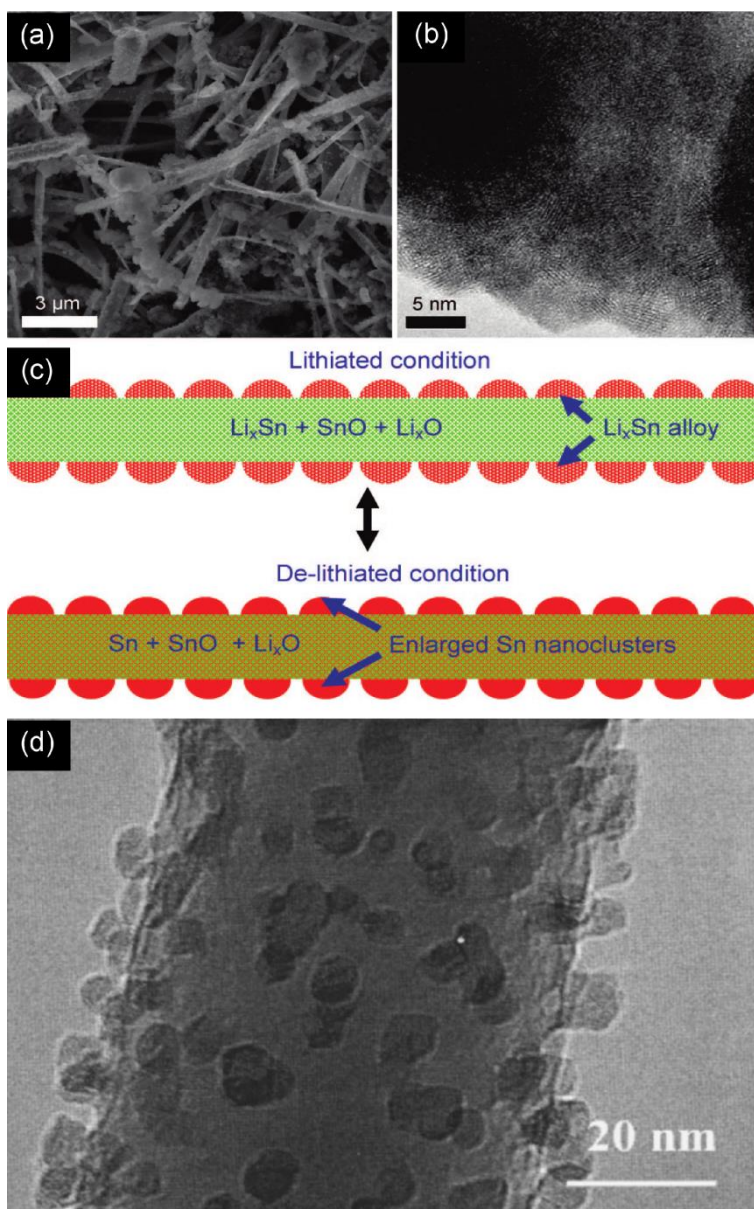 (a)
(b)
3 µm
5 nm
(c)
Lithiated condition
LiₓSn + SnO + LiₓO
LiₓSn alloy
De-lithiated condition
Sn + SnO + LiₓO
Enlarged Sn nanoclusters
(d)
20 nm